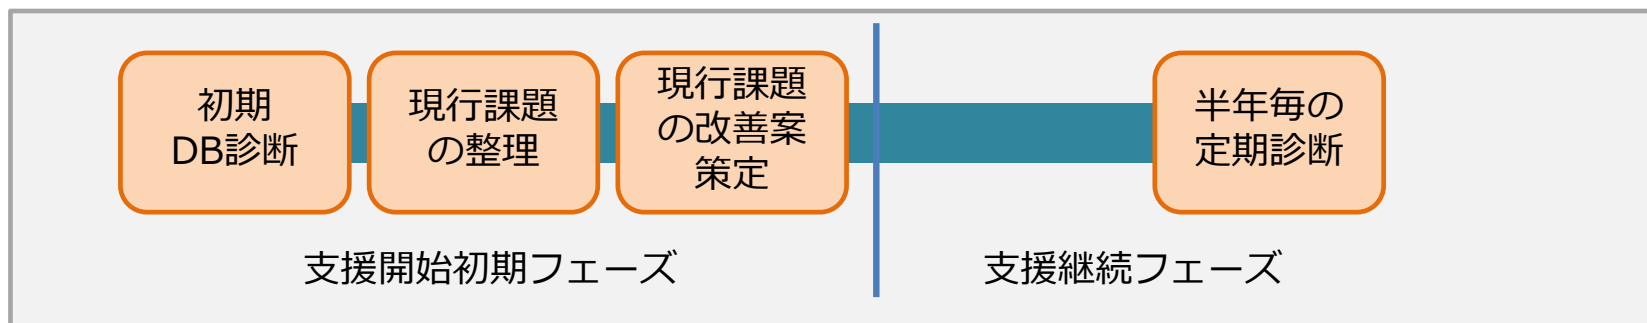 初期
DB診断
現行課題
の整理
現行課題
の改善案
策定
半年毎の
定期診断
支援開始初期フェーズ
支援継続フェーズ